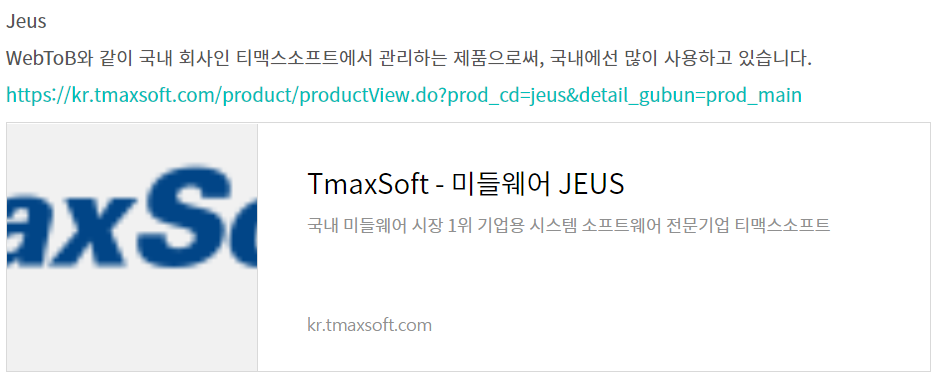 Jeus
WebToB와 같이 국내 회사인 티맥스소프트에서 관리하는 제품으로써, 국내에선 많이 사용하고 있습니다.
https://kr.tmaxsoft.com/product/productView.do?prod_cd=jeus&detail_gubun=prod_main
axSo
TmaxSoft - 미들웨어 JEUS
국내 미들웨어 시장 1위 기업용 시스템 소프트웨어 전문기업 티맥스소프트
kr.tmaxsoft.com